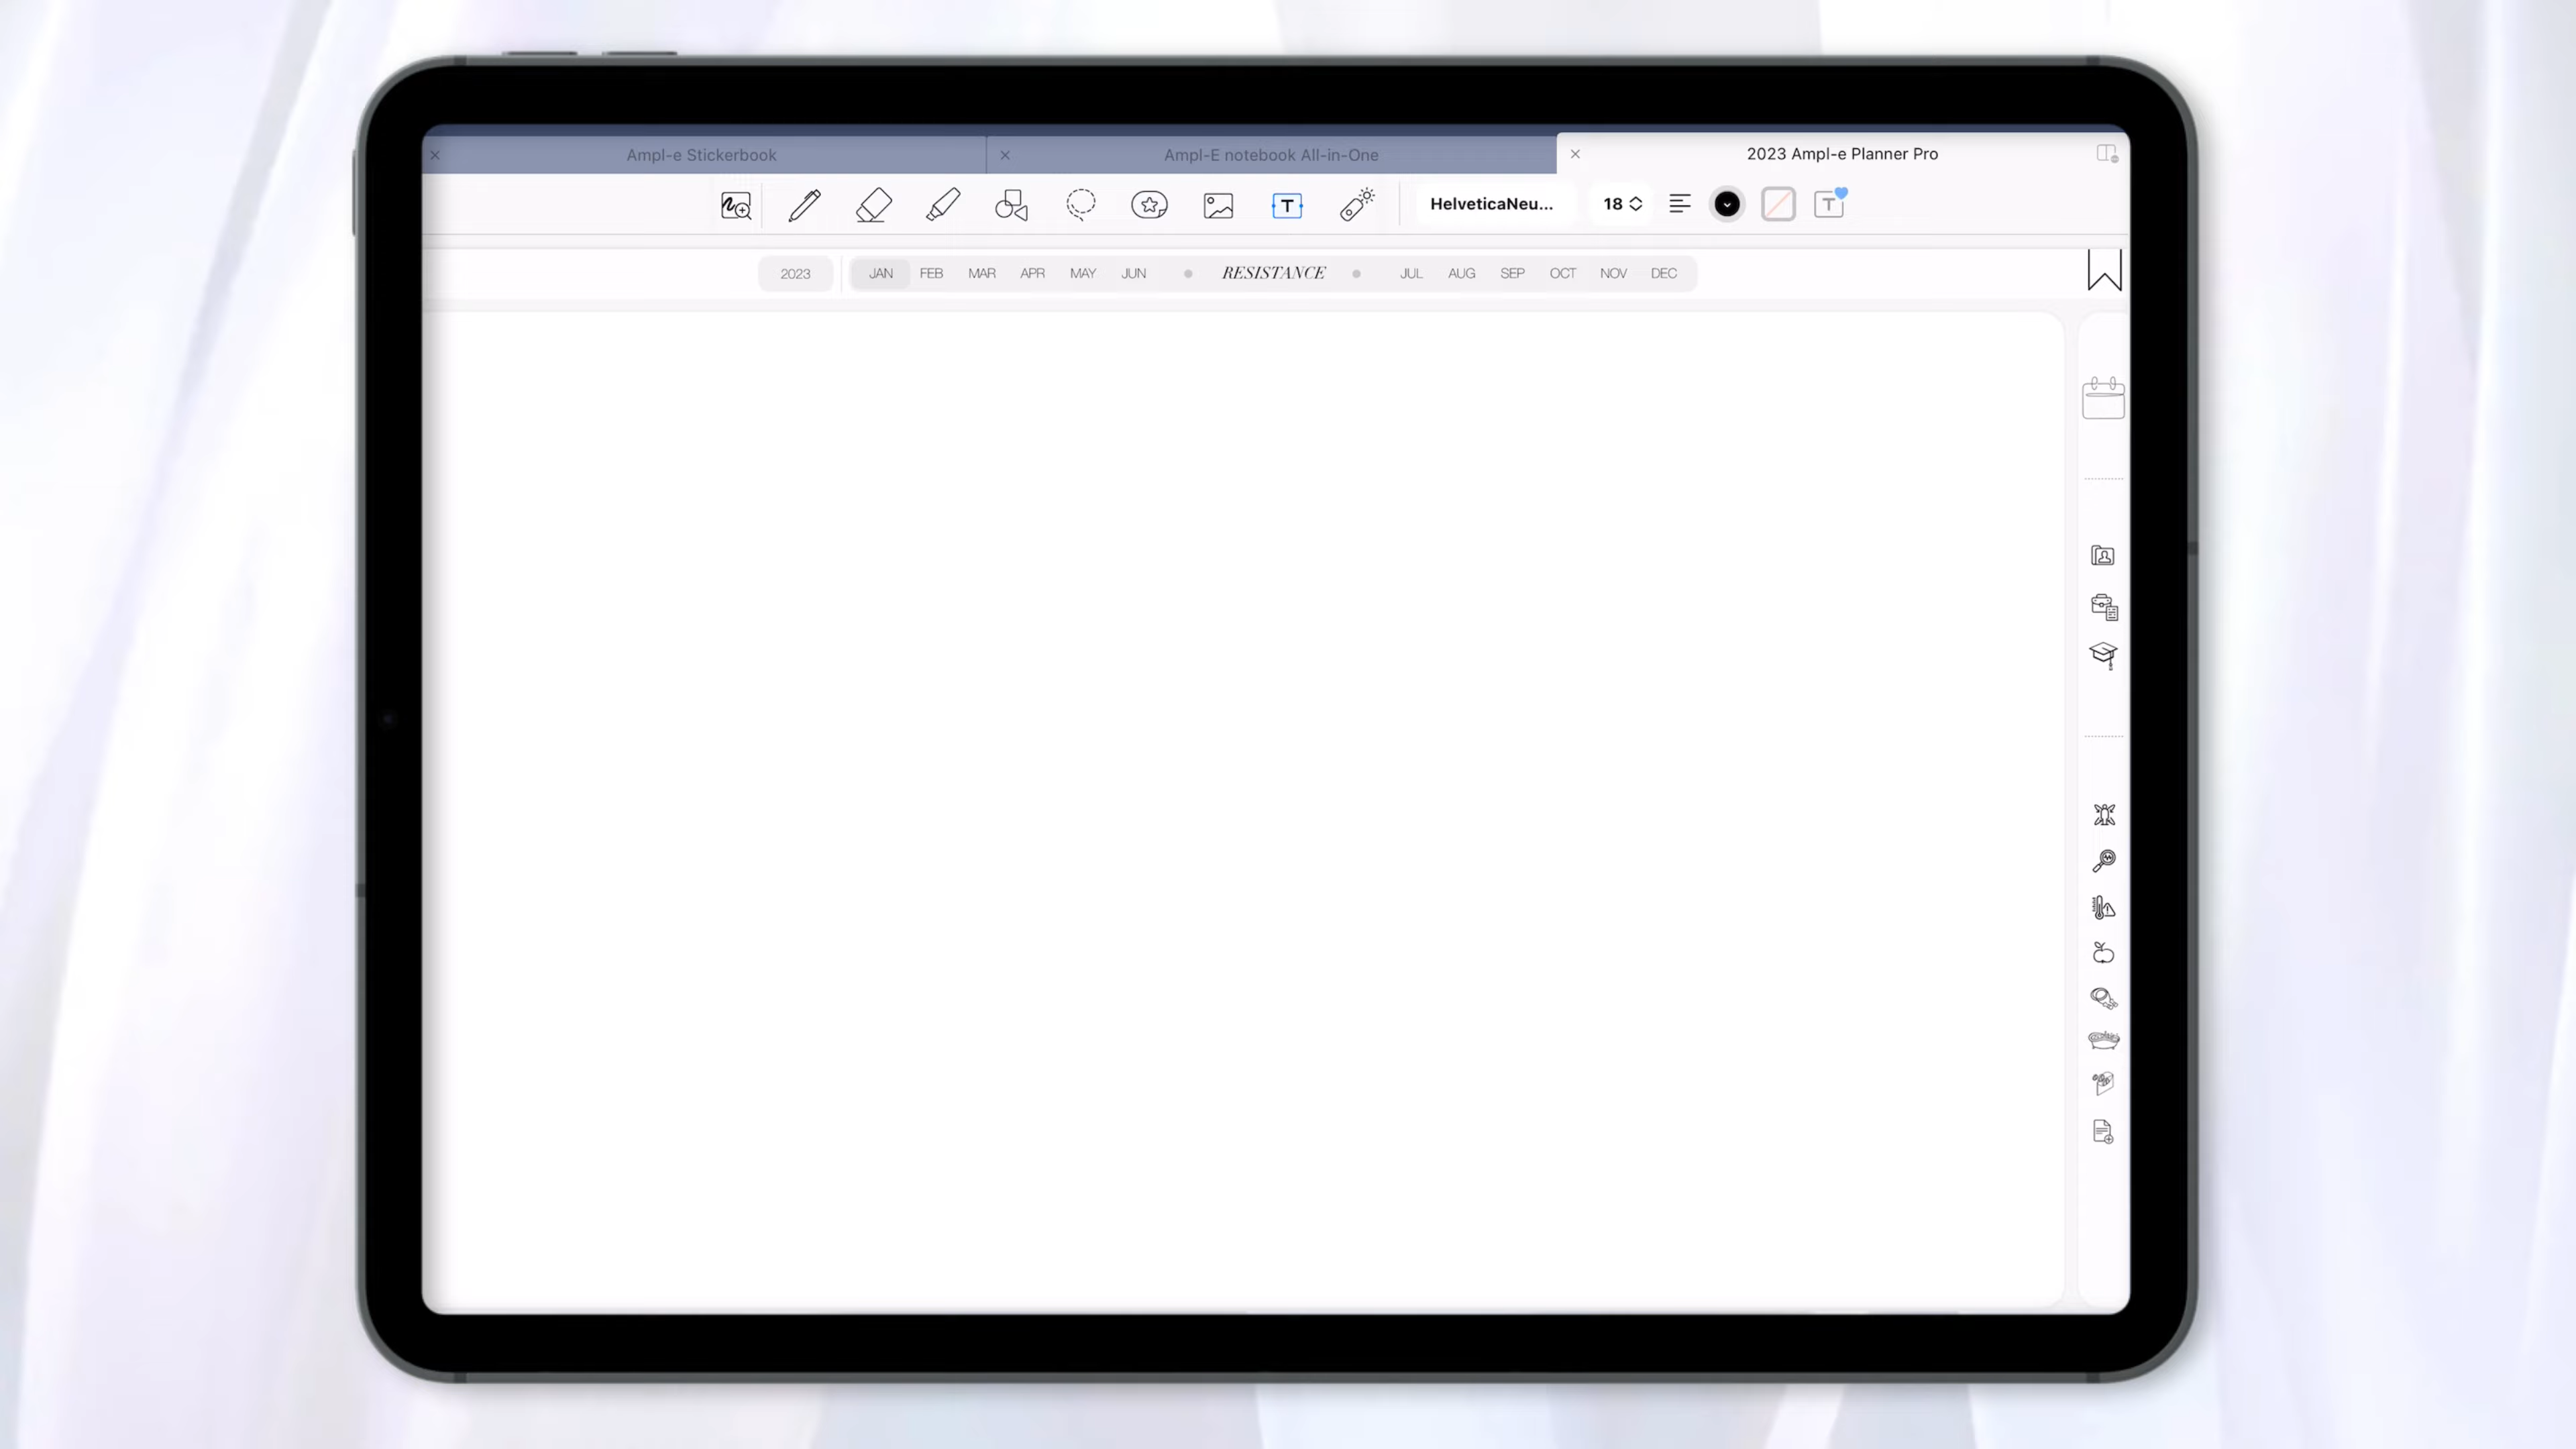 Ampl-e Stickerbook
Ampl-E notebook All-in-One
2023 Ampl-e Planner Pro
T
HelveticaNeu...
18
T
2023
JAN FEB MAR APR MAY JUN RESISTANCE JUL AUG SEP OCT NOV DEC